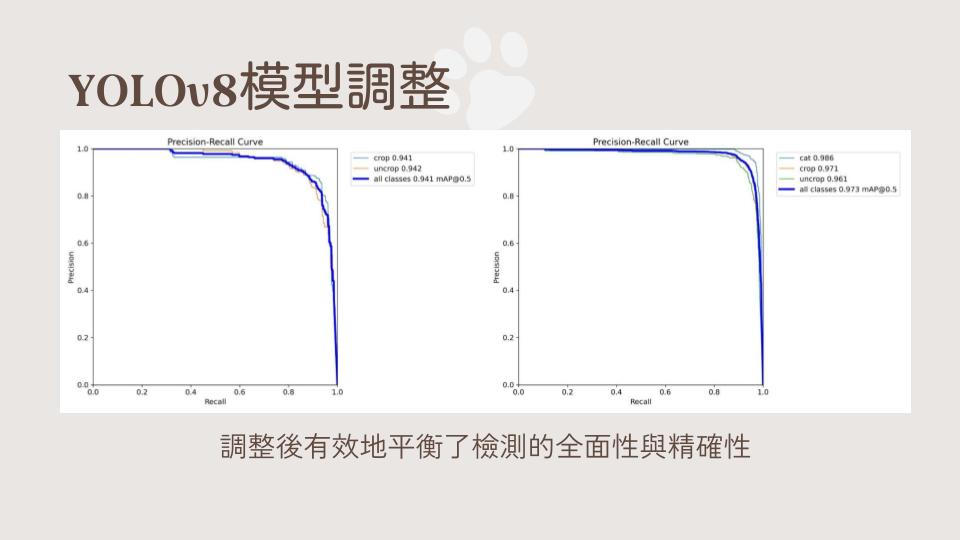 YOLOv8模型調整
Precision-Recall Curve
crop 0.941
uncrop 0.942
all classes 0.941 mAP@0.5
Precision
1.0
0.8
0.6
0.4
0.2
0.0
0.0 0.2 0.4 0.6 0.8 1.0
Recall
Precision-Recall Curve
cat 0.986
crop 0.971
uncrop 0.961
all classes 0.973 mAP@0.5
Precision
1.0
0.8
0.6
0.4
0.2
0.0
0.0 0.2 0.4 0.6 0.8 1.0
Recall
調整後有效地平衡了檢測的全面性與精確性